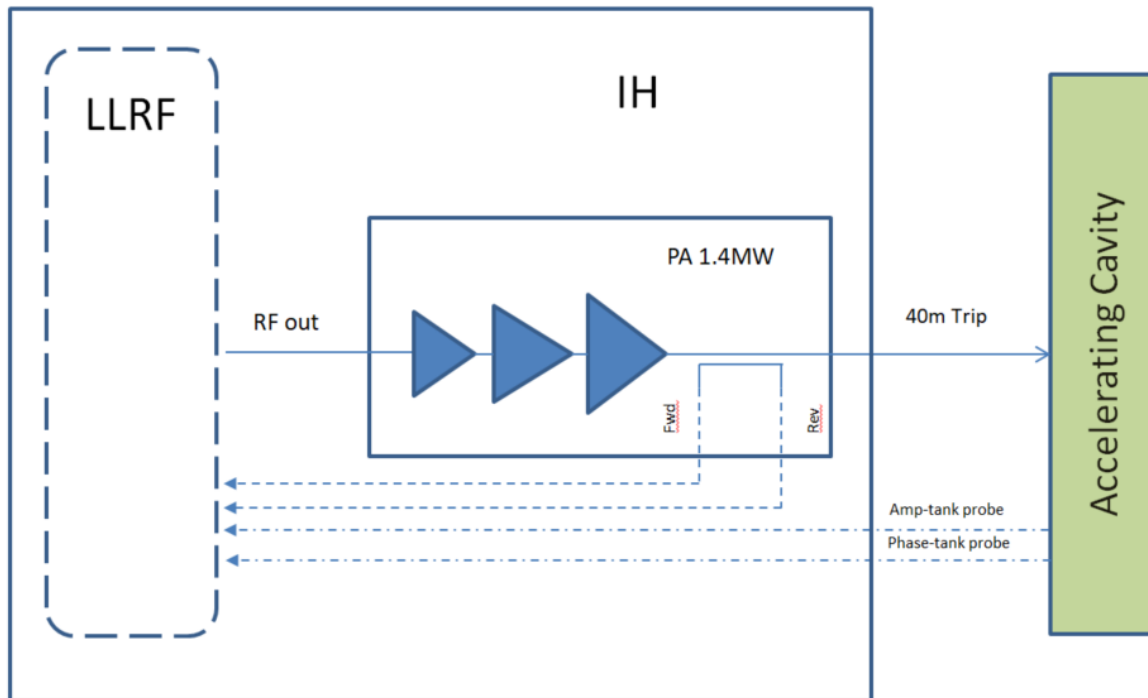 LLRF
IH
PA 1.4MW
RF out
40m Trip
Fwd
Rev
Amp-tank probe
Phase-tank probe
Accelerating Cavity